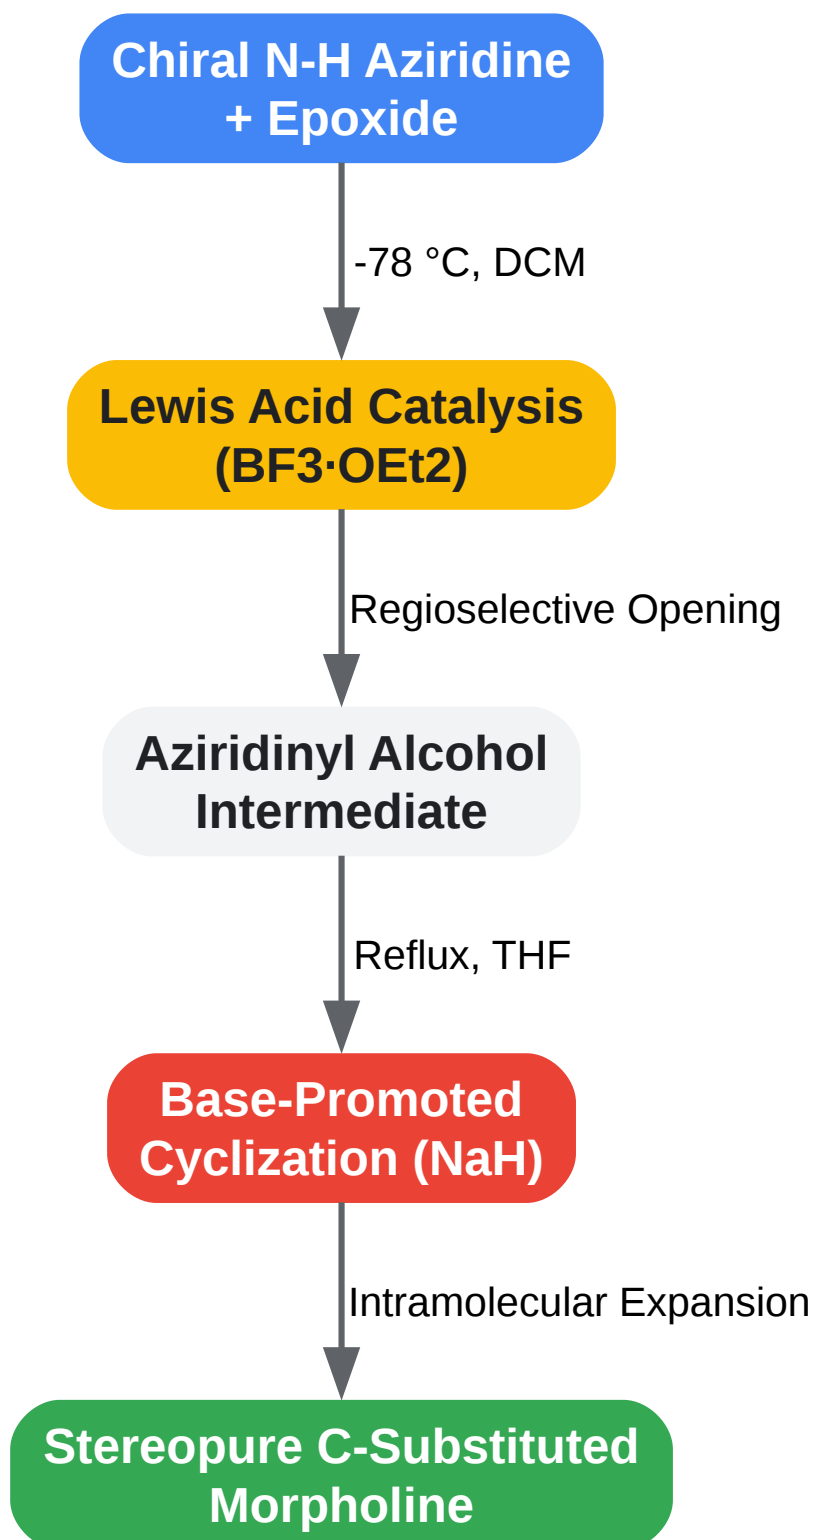 Chiral N-H Aziridine
+ Epoxide
-78 °C, DCM
Lewis Acid Catalysis
(BF3·OEt2)
Regioselective Opening
Aziridinyl Alcohol
Intermediate
Reflux, THF
Base-Promoted
Cyclization (NaH)
Intramolecular Expansion
Stereopure C-Substituted
Morpholine